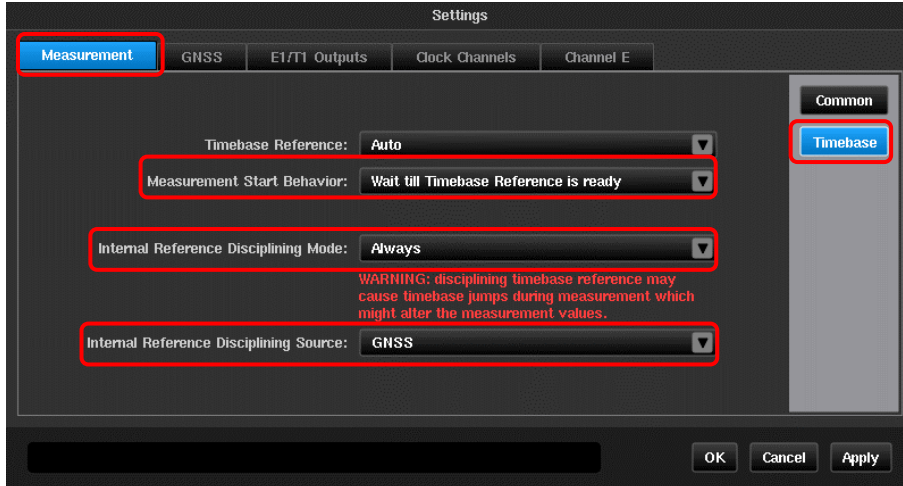 Settings
Measurement GNSS E1/T1 Outputs Clock Channels Channel E
Common
Timebase
Timebase Reference: Auto
Measurement Start Behavior: Wait till Timebase Reference is ready
Internal Reference Disciplining Mode: Always
WARNING: disciplining timebase reference may
cause timebase jumps during measurement which
might alter the measurement values.
Internal Reference Disciplining Source: GNSS
OK Cancel Apply